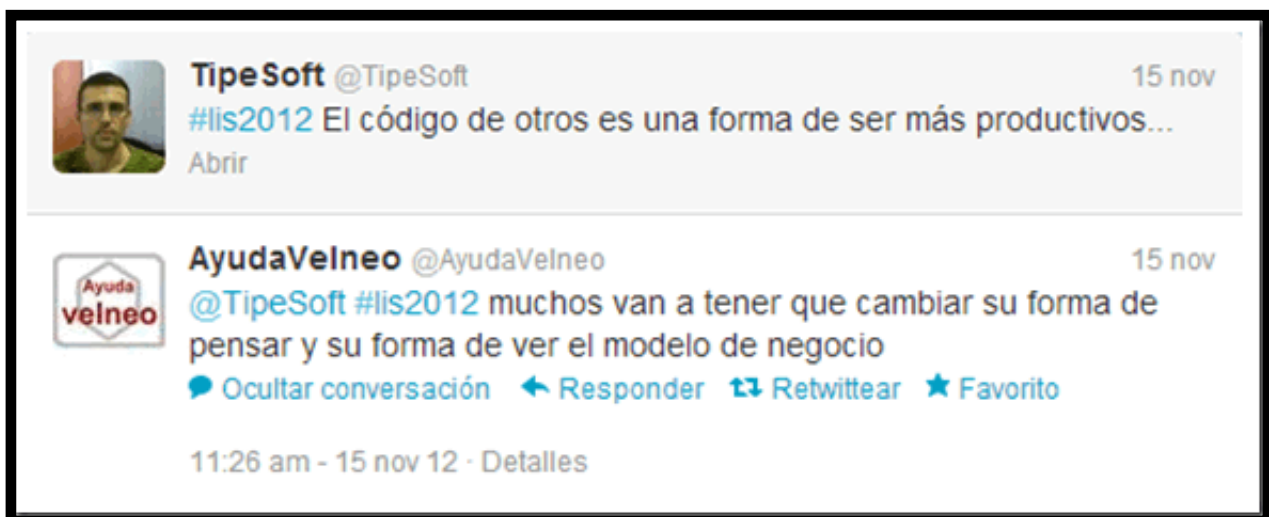 TipeSoft @TipeSoft 15 nov
#lis2012 El código de otros es una forma de ser más productivos...
Abrir
Ayuda
velneo
AyudaVelneo @AyudaVelneo 15 nov
@TipeSoft #lis2012 muchos van a tener que cambiar su forma de
pensar y su forma de ver el modelo de negocio
Ocultar conversación Responder Retwittear Favorito
11:26 am - 15 nov 12 · Detalles